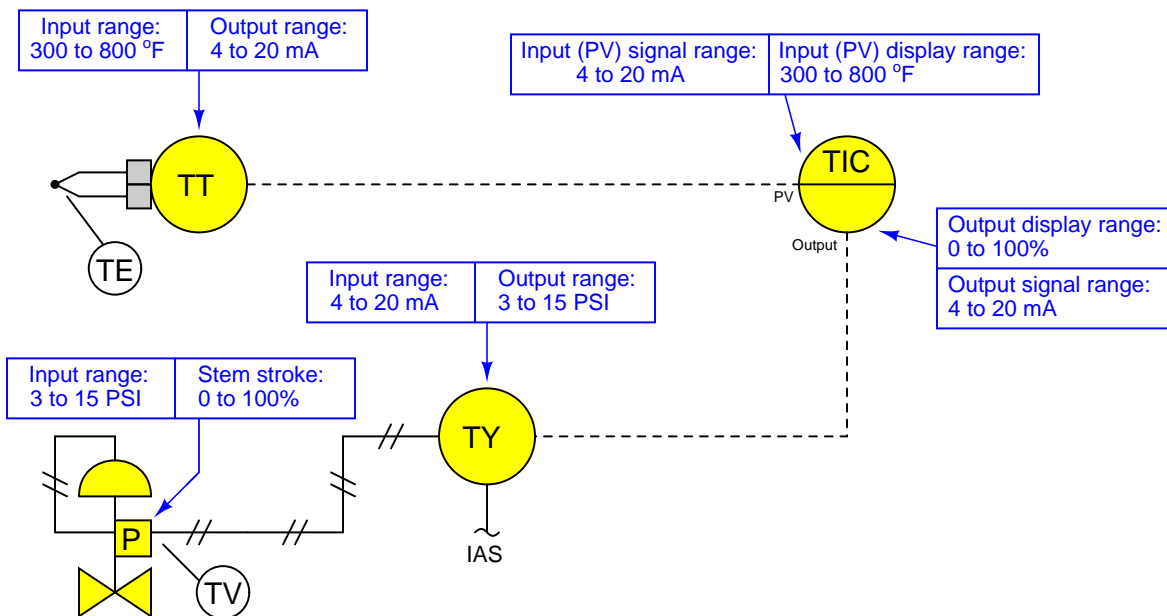 Input range:
300 to 800 °F
Output range:
4 to 20 mA
Input (PV) signal range:
4 to 20 mA
Input (PV) display range:
300 to 800 °F
TT
TIC
PV
TE
Output
Output display range:
0 to 100%
Output signal range:
4 to 20 mA
Input range:
4 to 20 mA
Output range:
3 to 15 PSI
Input range:
3 to 15 PSI
Stem stroke:
0 to 100%
TY
P
IAS
TV